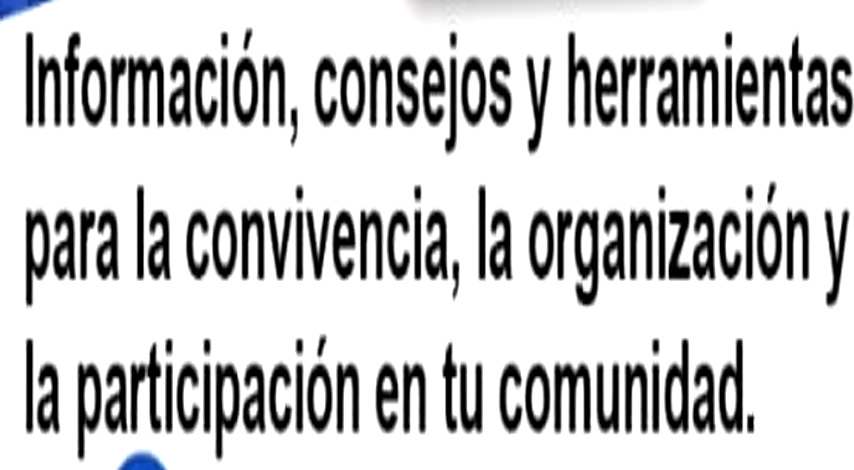 Información, consejos y herramientas
para la convivencia, la organización y
la participación en tu comunidad.